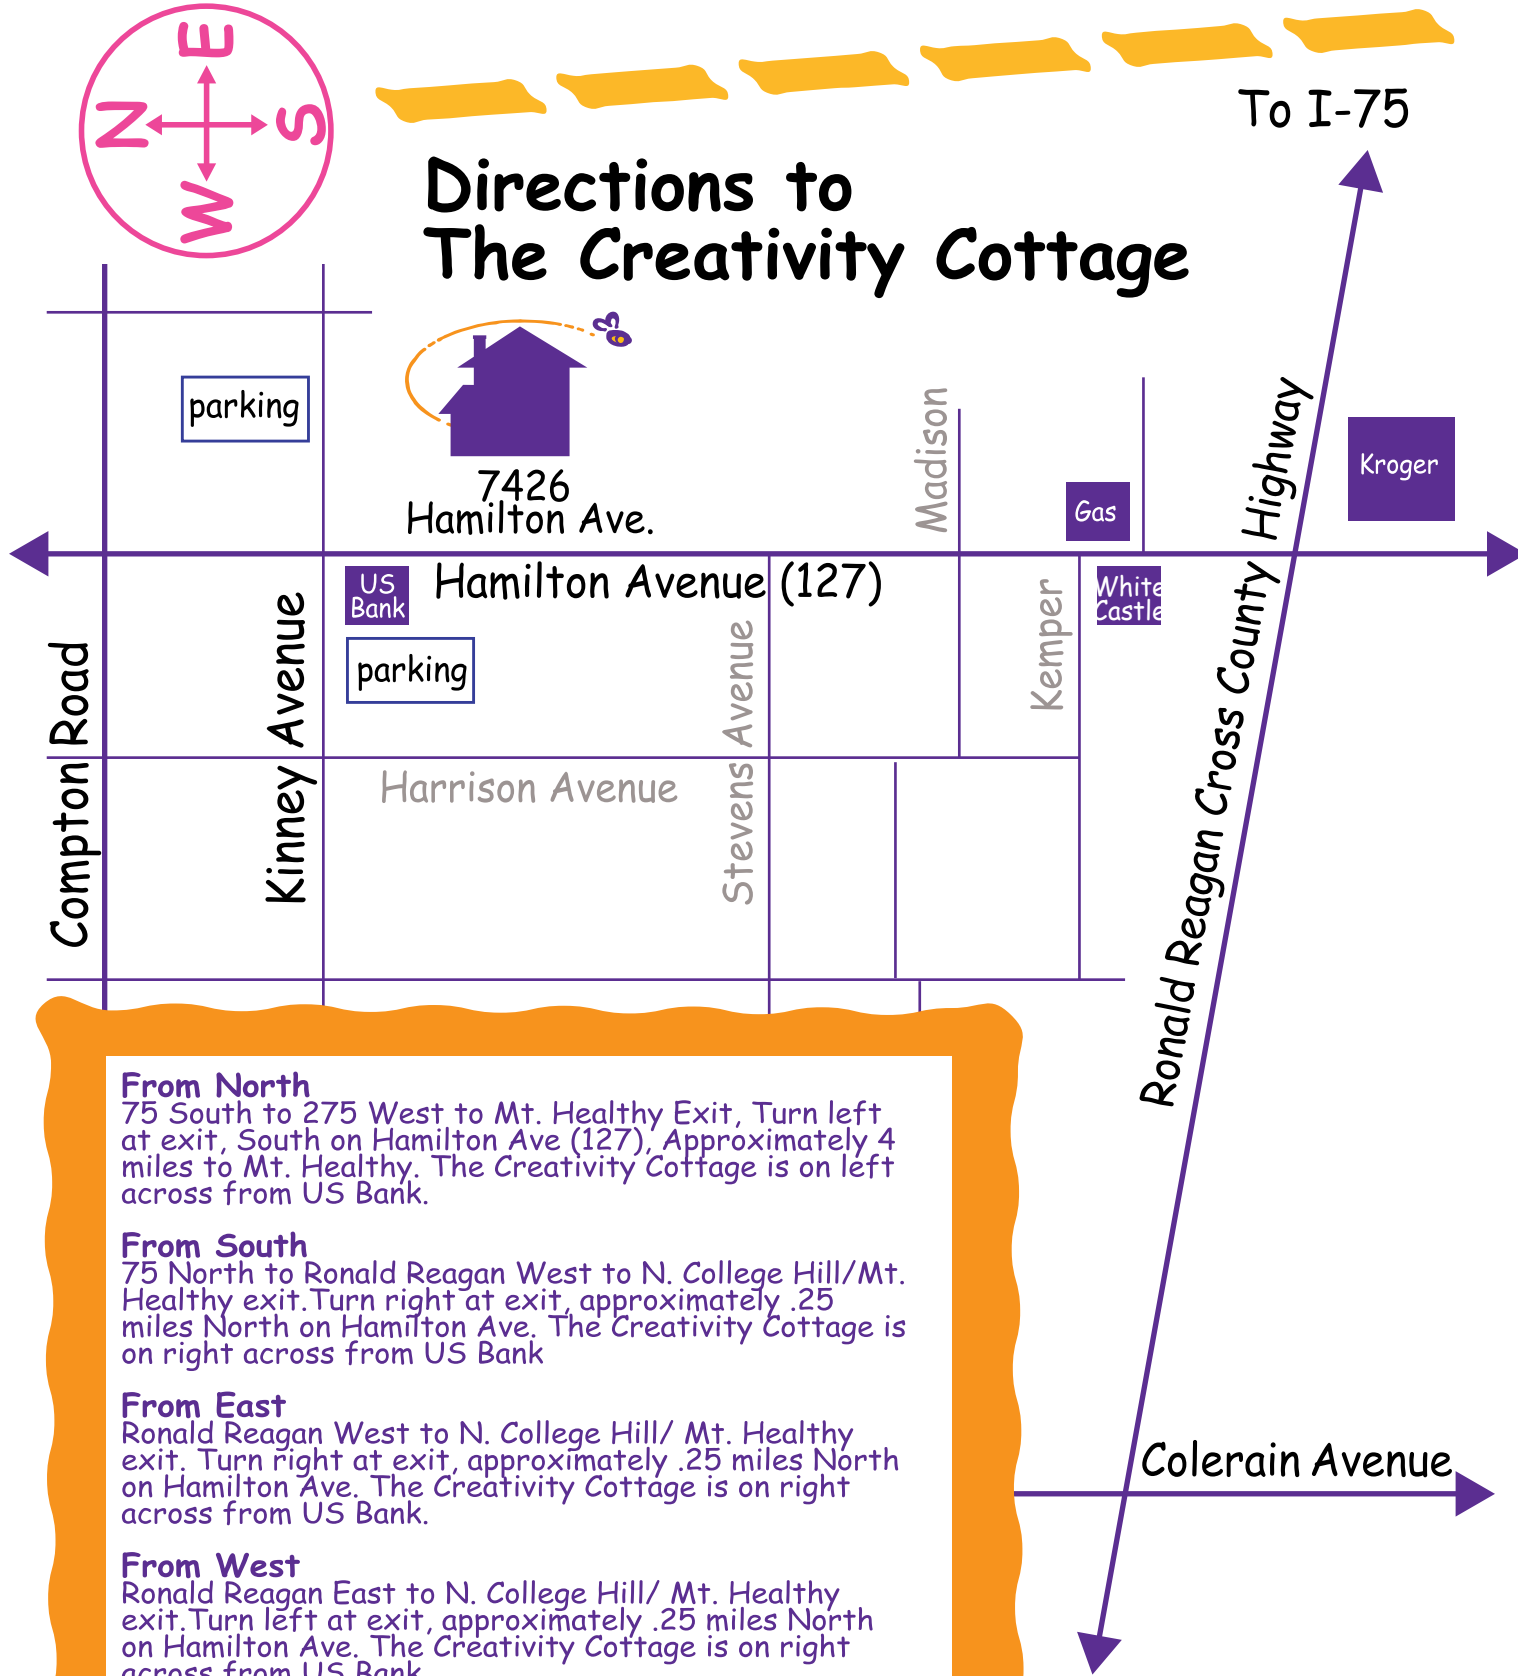 E
N
S
W
To I-75
Directions to
The Creativity Cottage
parking
7426
Hamilton Ave.
Madison
Gas
Kroger
Ronald Reagan Cross County Highway
Hamilton Avenue (127)
US
Bank
parking
White
Castle
Compton Road
Kinney Avenue
Stevens Avenue
Kemper
Harrison Avenue
From North
75 South to 275 West to Mt. Healthy Exit, Turn left
at exit, South on Hamilton Ave (127), Approximately 4
miles to Mt. Healthy. The Creativity Cottage is on left
across from US Bank.
From South
75 North to Ronald Reagan West to N. College Hill/Mt.
Healthy exit.Turn right at exit, approximately .25
miles North on Hamilton Ave. The Creativity Cottage is
on right across from US Bank
From East
Ronald Reagan West to N. College Hill/ Mt. Healthy
exit. Turn right at exit, approximately .25 miles North
on Hamilton Ave. The Creativity Cottage is on right
across from US Bank.
Colerain Avenue
From West
Ronald Reagan East to N. College Hill/ Mt. Healthy
exit.Turn left at exit, approximately .25 miles North
on Hamilton Ave. The Creativity Cottage is on right
across from US Bank